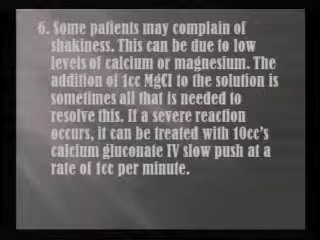 6. Some patients may complain of
shakiness. This can be due to low
levels of calcium or magnesium. The
addition of 1cc MgCl to the solution is
sometimes all that is needed to
resolve this. If a severe reaction
occurs, it can be treated with 10cc's
calcium gluconate IV slow push at a
rate of 1cc per minute.